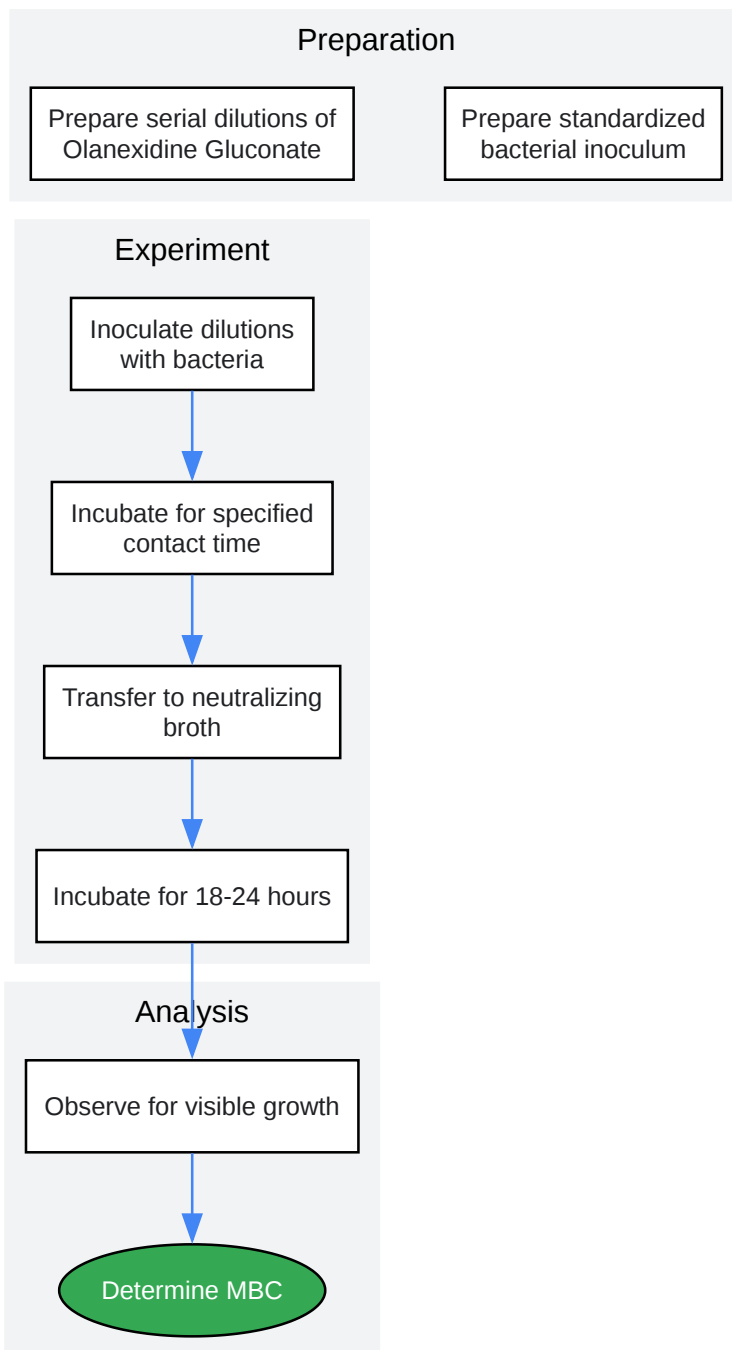 Preparation
Prepare serial dilutions of
Olanexidine Gluconate
Prepare standardized
bacterial inoculum
Experiment
Inoculate dilutions
with bacteria
Incubate for specified
contact time
Transfer to neutralizing
broth
Incubate for 18-24 hours
Analysis
Observe for visible growth
Determine MBC